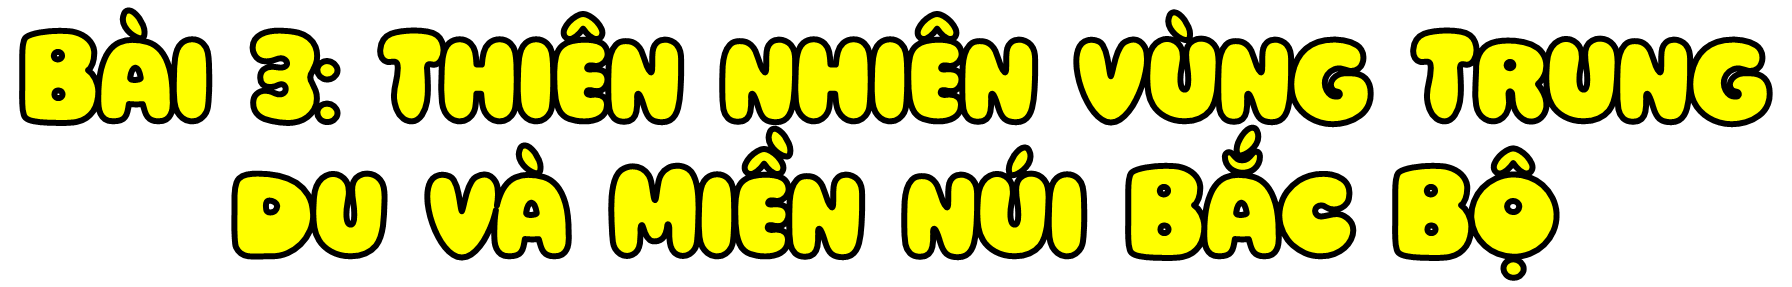 BÀI 3: THIÊN NHIÊN VÙNG TRUNG
DU VÀ MIỀN NÚI BẮC BỘ